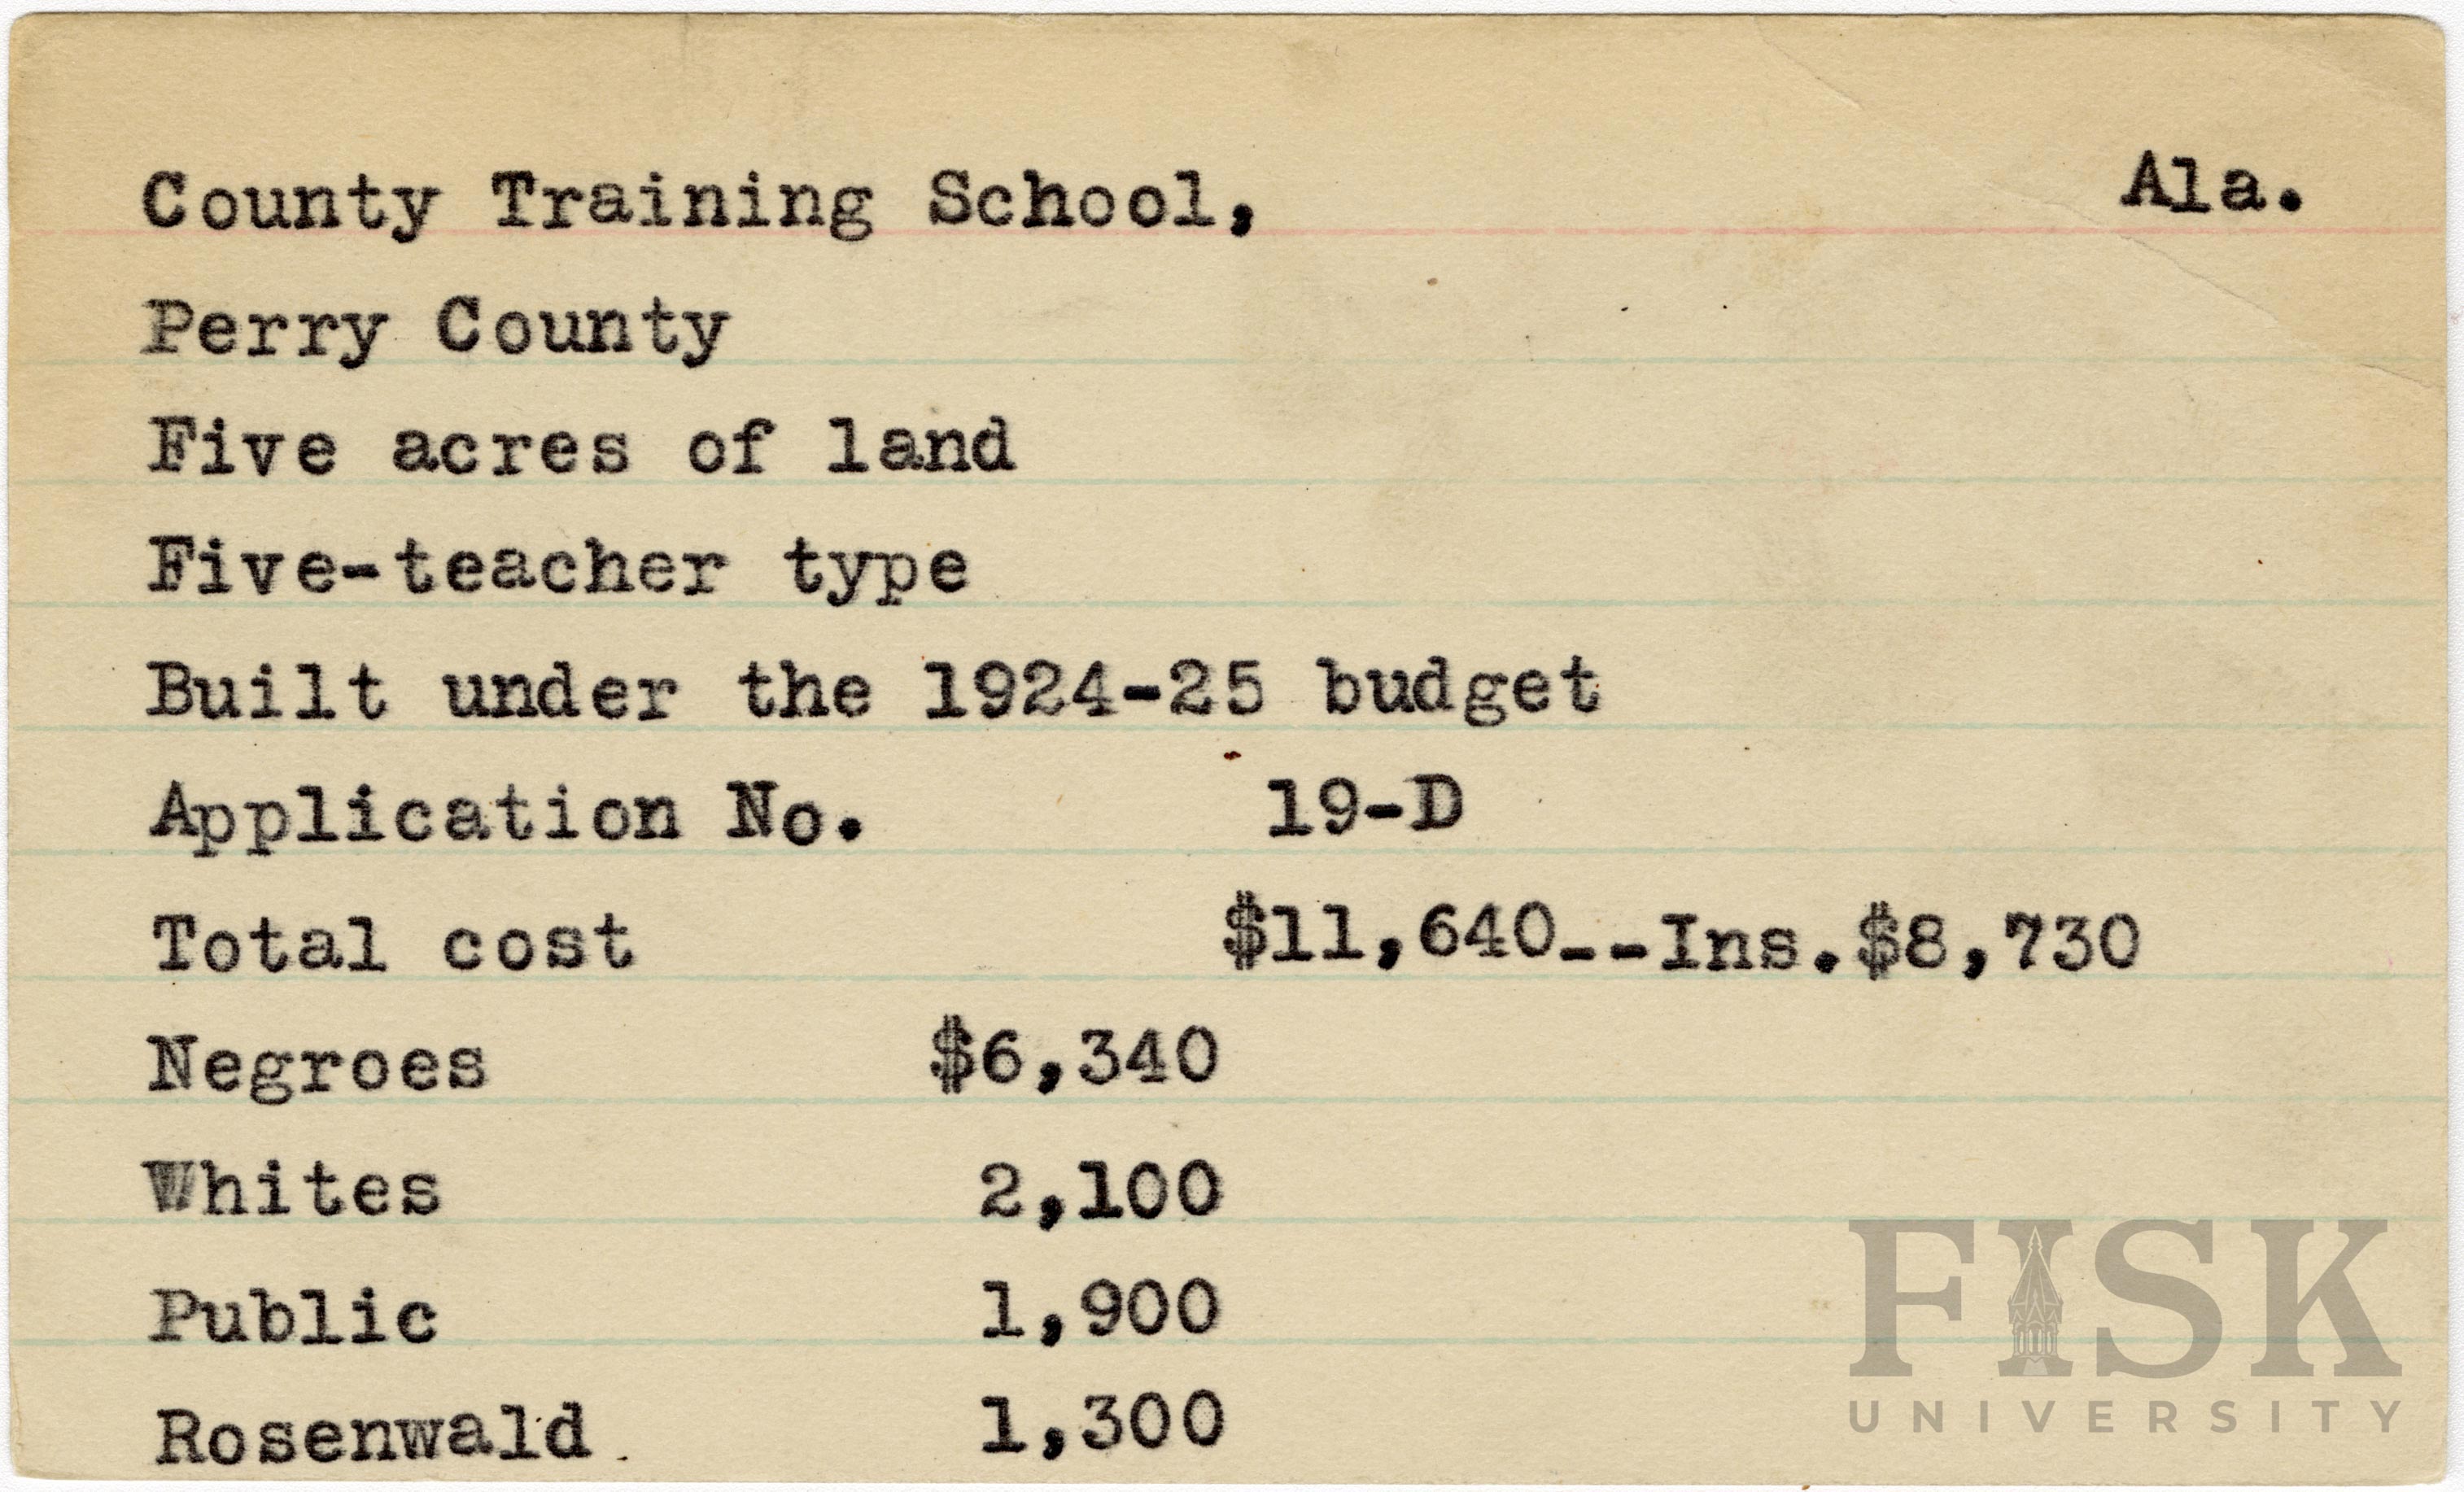 County Training School, Ala.
Perry County
Five acres of land
Five-teacher type
Built under the 1924-25 budget
Application No. 19-D
Total cost $11,640--Ins.$8,730
Negroes $6,340
Whites 2,100
Public 1,900
Rosenwald 1,300
FISK
UNIVERSITY